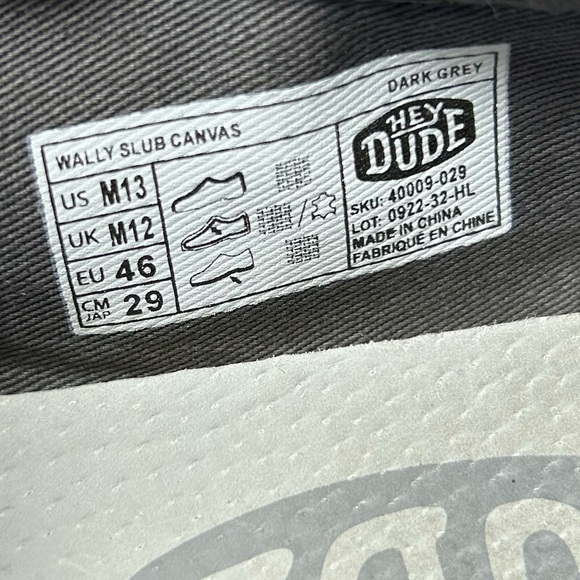 WALLY SLUB CANVAS
DARK GREY
US M13
UK M12
EU 46
CM JAP 29
HEY
DUDE
SKU: 40009-029
LOT: 0922-32-HL
MADE IN CHINA
FABRIQUÉ EN CHINE